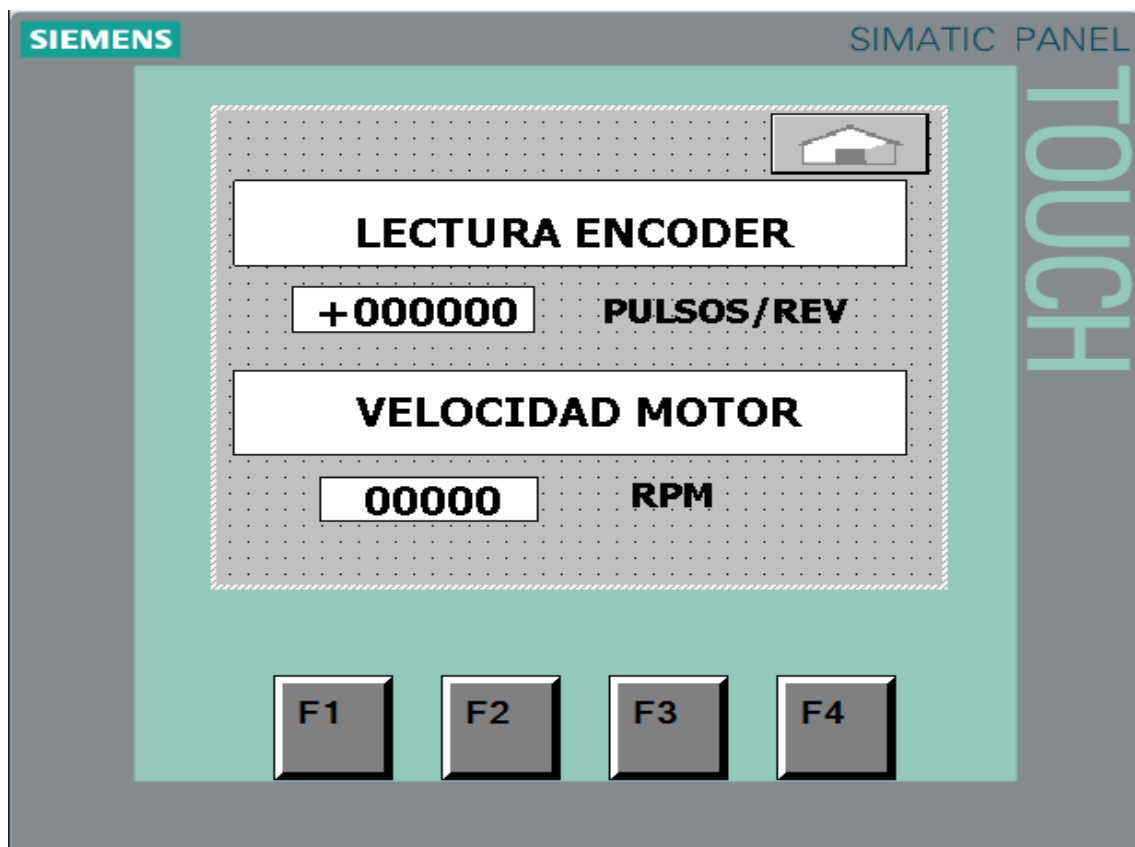 SIEMENS
SIMATIC PANEL
TOUCH
LECTURA ENCODER
+000000 PULSOS/REV
VELOCIDAD MOTOR
00000 RPM
F1 F2 F3 F4